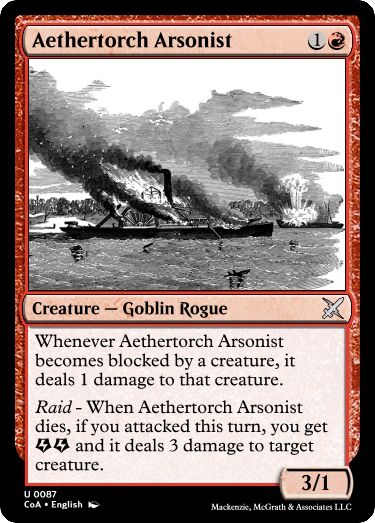 Aethertorch Arsonist 1
Creature — Goblin Rogue
Whenever Aethertorch Arsonist
becomes blocked by a creature, it
deals 1 damage to that creature.
Raid - When Aethertorch Arsonist
dies, if you attacked this turn, you get
and it deals 3 damage to target
creature.
3/1
U 0087
CoA • English
Mackenzie, McGrath & Associates LLC